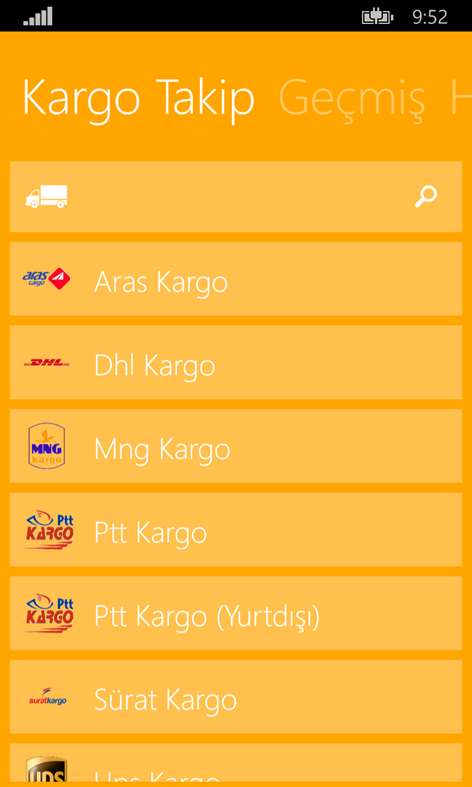 9:52
Kargo Takip Geçmiş H
aras kargo
Aras Kargo
DHL
Dhl Kargo
MNG kargo
Mng Kargo
Ptt KARGO
Ptt Kargo
Ptt KARGO
Ptt Kargo (Yurtdışı)
suratkargo
Sürat Kargo
ups
Ups Kargo